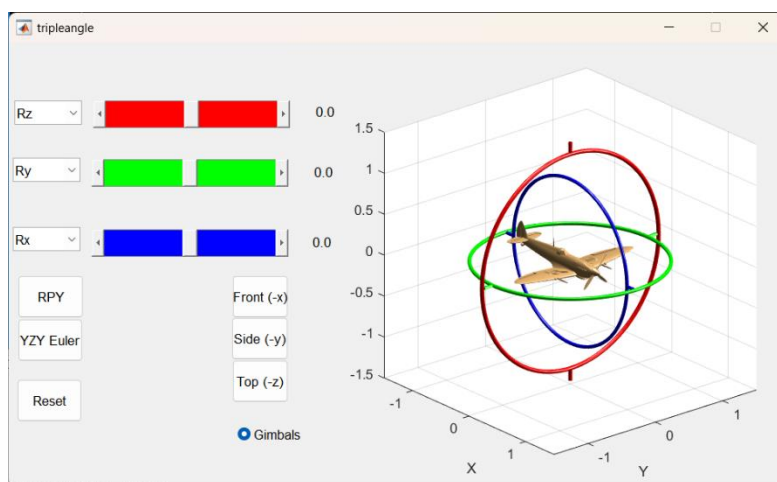 tripleangle
Rz
0.0
Ry
0.0
Rx
0.0
RPY
Front (-x)
YZY Euler
Side (-y)
Top (-z)
Reset
Gimbals
1.5
1
0.5
0
-0.5
-1
-1.5
-1
0
1
X
-1
0
1
Y